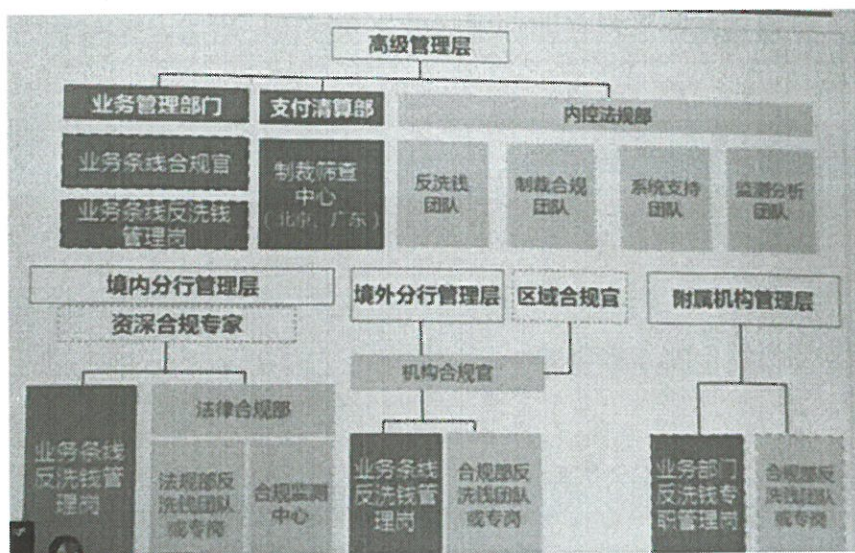 高级管理层
业务管理部门
支付清算部
内控法规部
业务条线合规官
业务条线反洗钱
管理岗
制裁筛查
中心
（北京、广东）
反洗钱
团队
制裁合规
团队
系统支持
团队
监测分析
团队
境内分行管理层
资深合规专家
境外分行管理层
区域合规官
附属机构管理层
机构合规官
业务条线
反洗钱管
理岗
法律合规部
法规部反
洗钱团队
或专岗
合规监测
中心
业务条线
反洗钱管
理岗
合规部反
洗钱团队
或专岗
业务部门
反洗钱专
职管理岗
合规部反
洗钱团队
或专岗